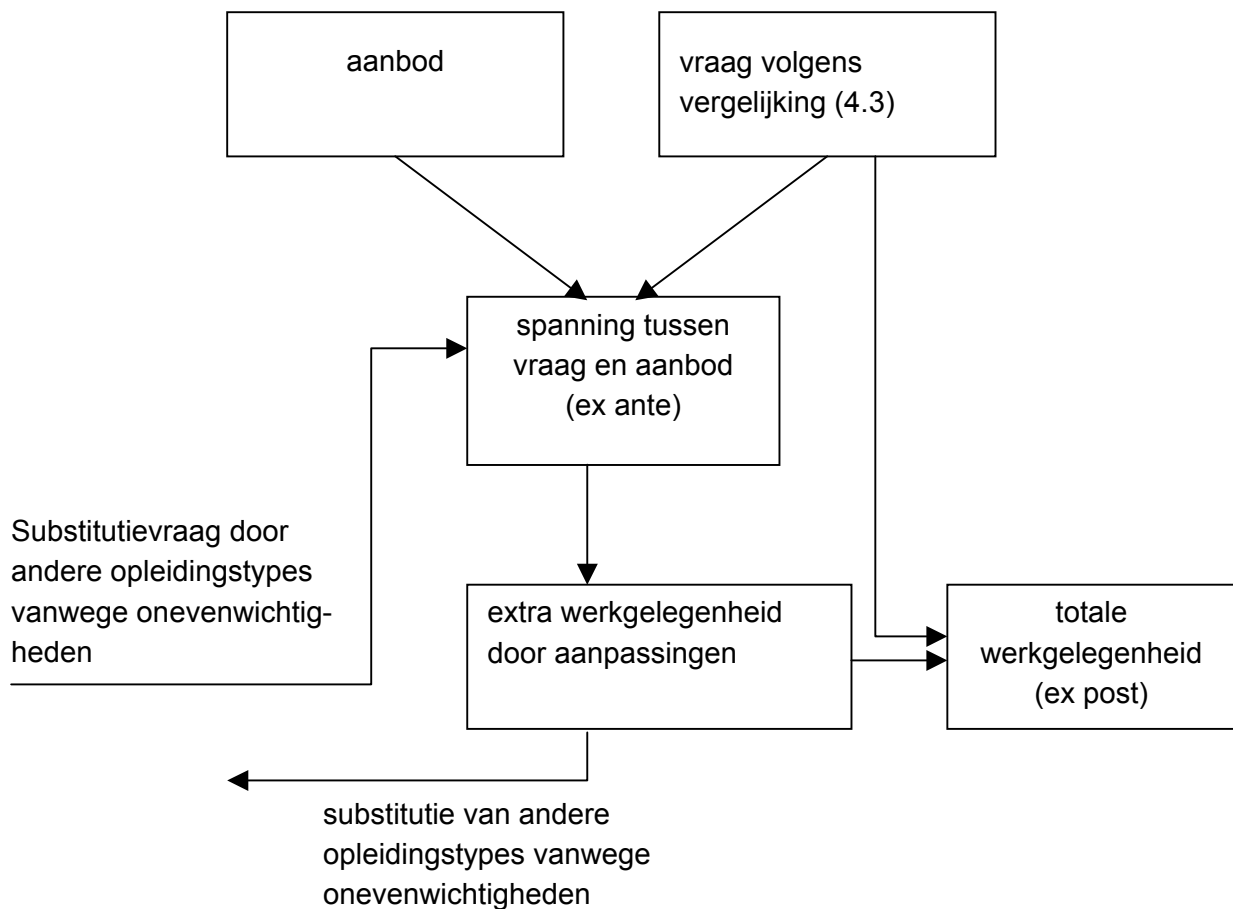 aanbod
vraag volgens
vergelijking (4.3)
spanning tussen
vraag en aanbod
(ex ante)
Substitutievraag door
andere opleidingstypes
vanwege onevenwichtig-
heden
extra werkgelegenheid
door aanpassingen
totale
werkgelegenheid
(ex post)
substitutie van andere
opleidingstypes vanwege
onevenwichtigheden